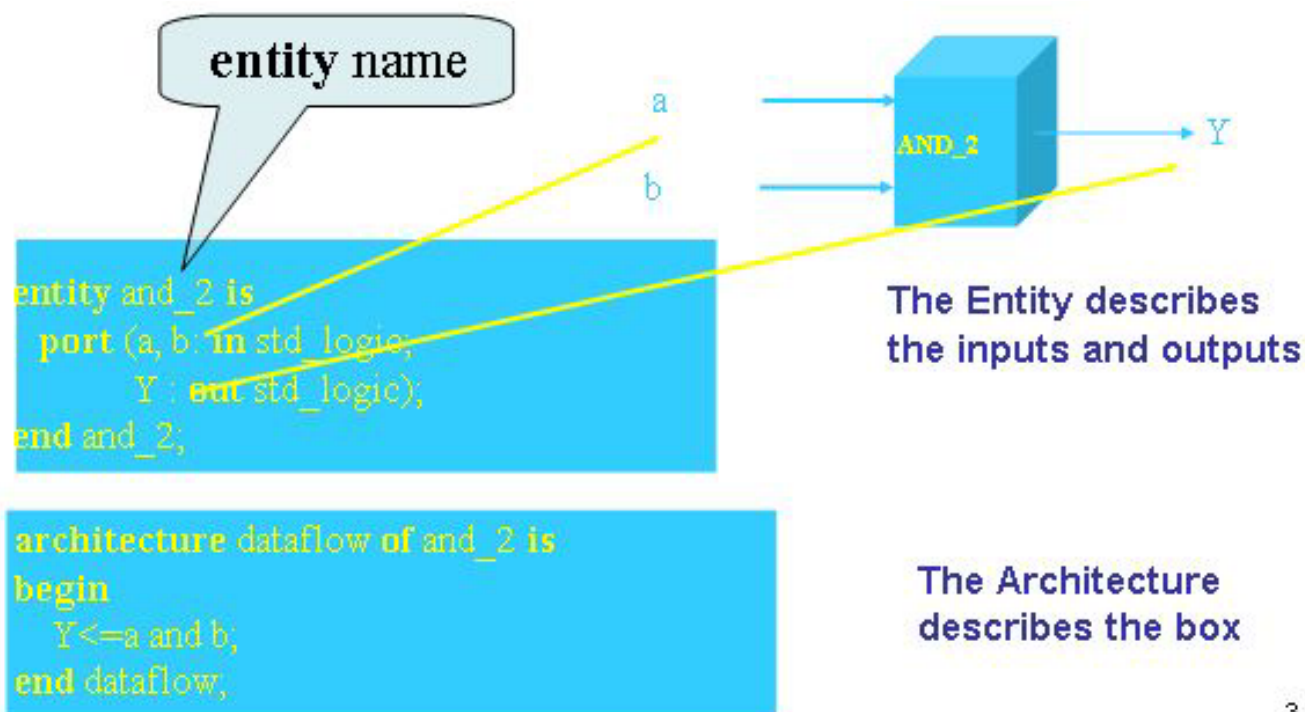 entity name
a
b
AND_2
Y
entity and_2 is
port (a, b: in std_logic;
Y : out std_logic);
end and_2;
The Entity describes
the inputs and outputs
architecture dataflow of and_2 is
begin
Y<=a and b;
end dataflow;
The Architecture
describes the box
3